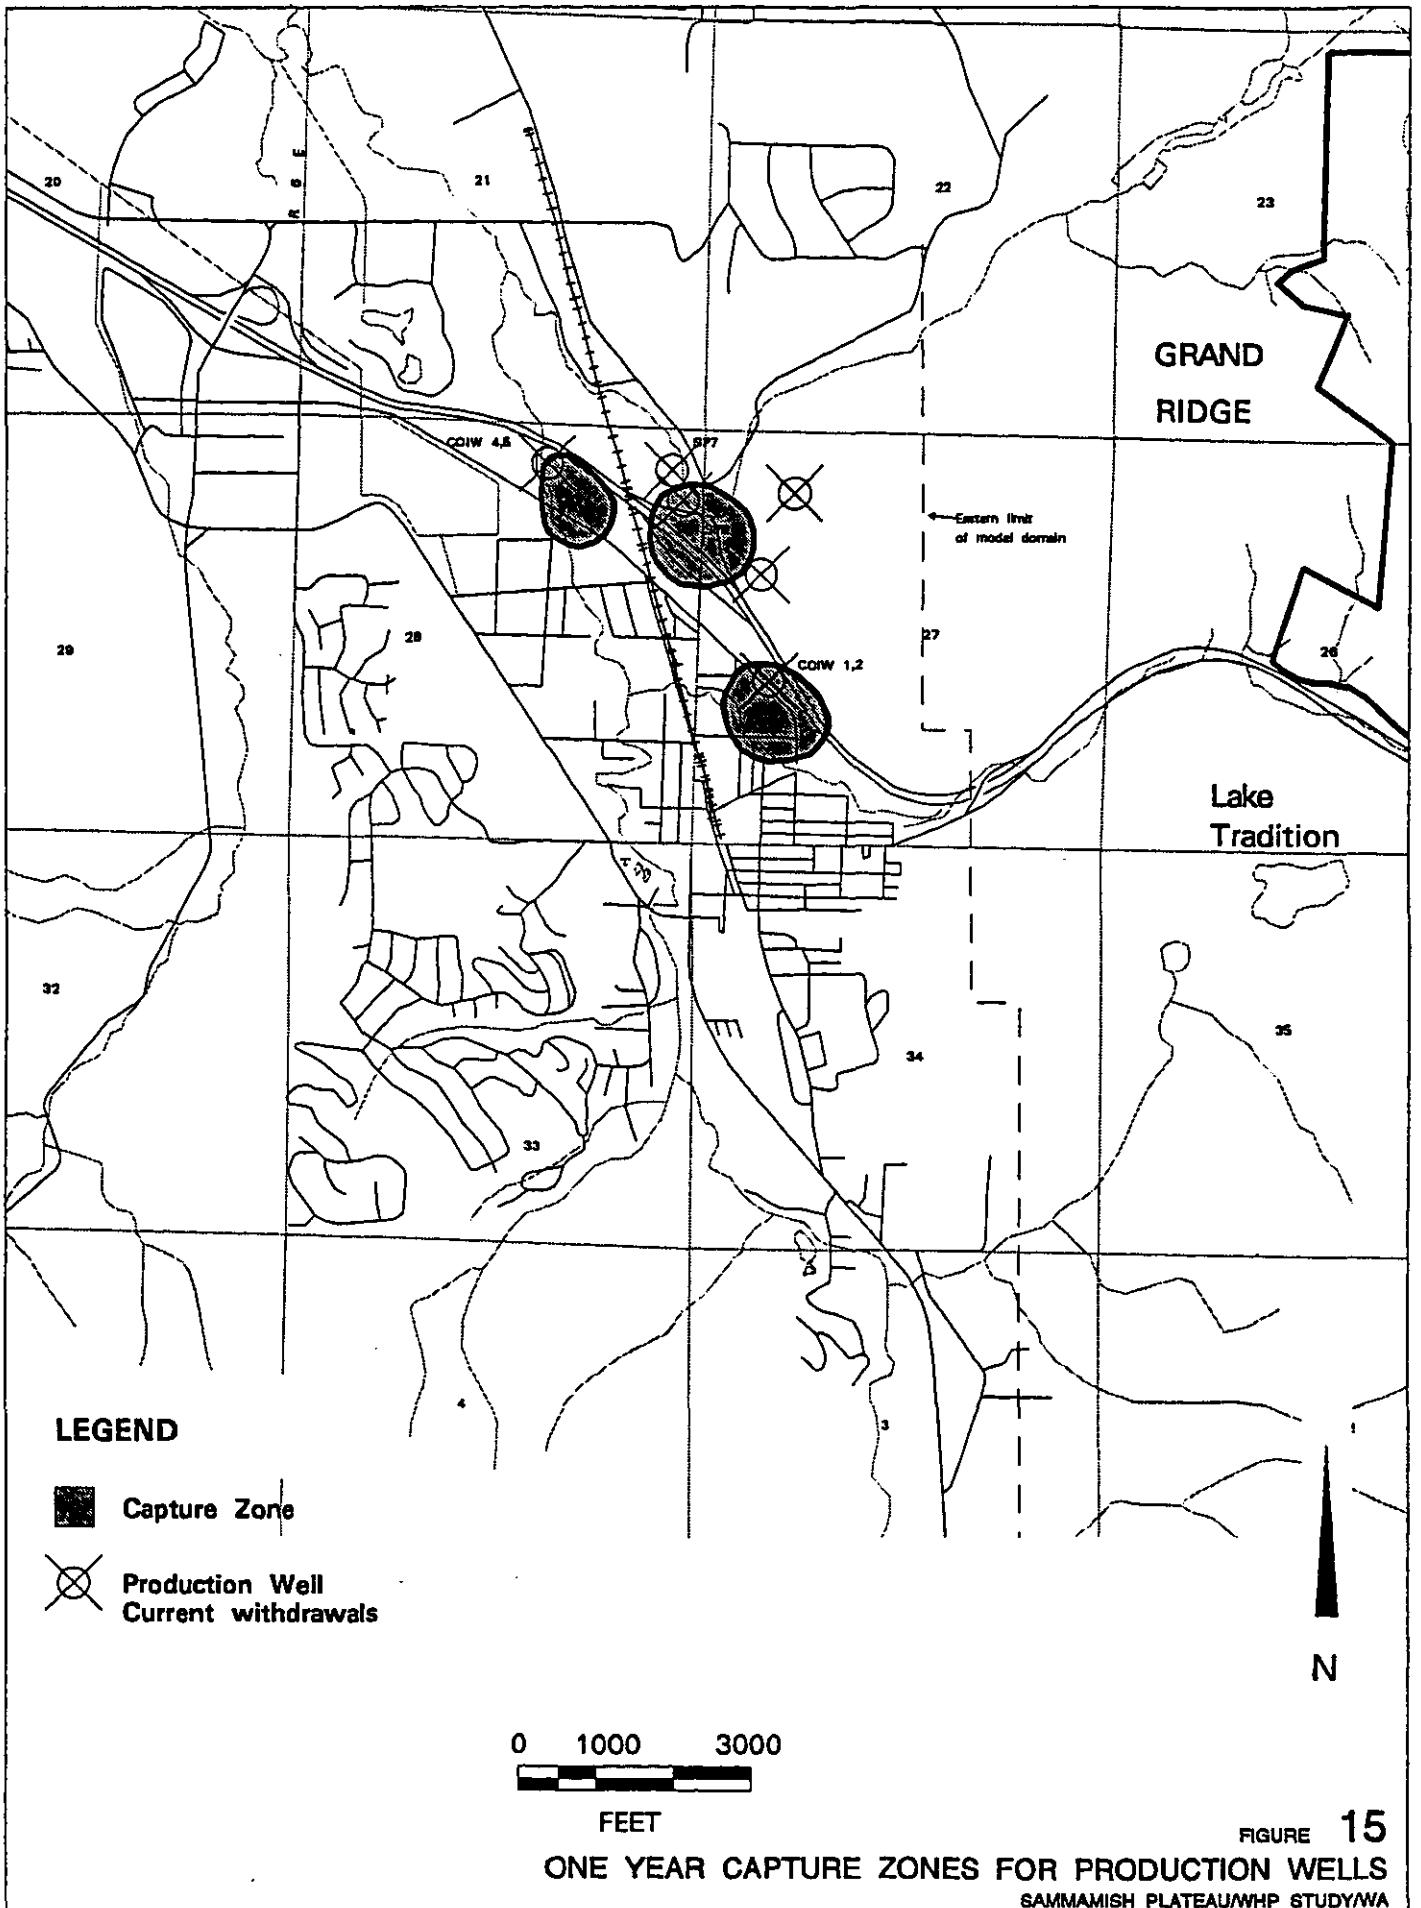 20
R 6 E
21
22
23
GRAND
RIDGE
COIW 4,5
SP7
Eastern limit
of model domain
29
28
27
26
COIW 1,2
Lake
Tradition
32
33
34
35
4
3
LEGEND
Capture Zone
Production Well
Current withdrawals
N
0 1000 3000
FEET
FIGURE 15
ONE YEAR CAPTURE ZONES FOR PRODUCTION WELLS
SAMMAMISH PLATEAU/WHP STUDY/WA